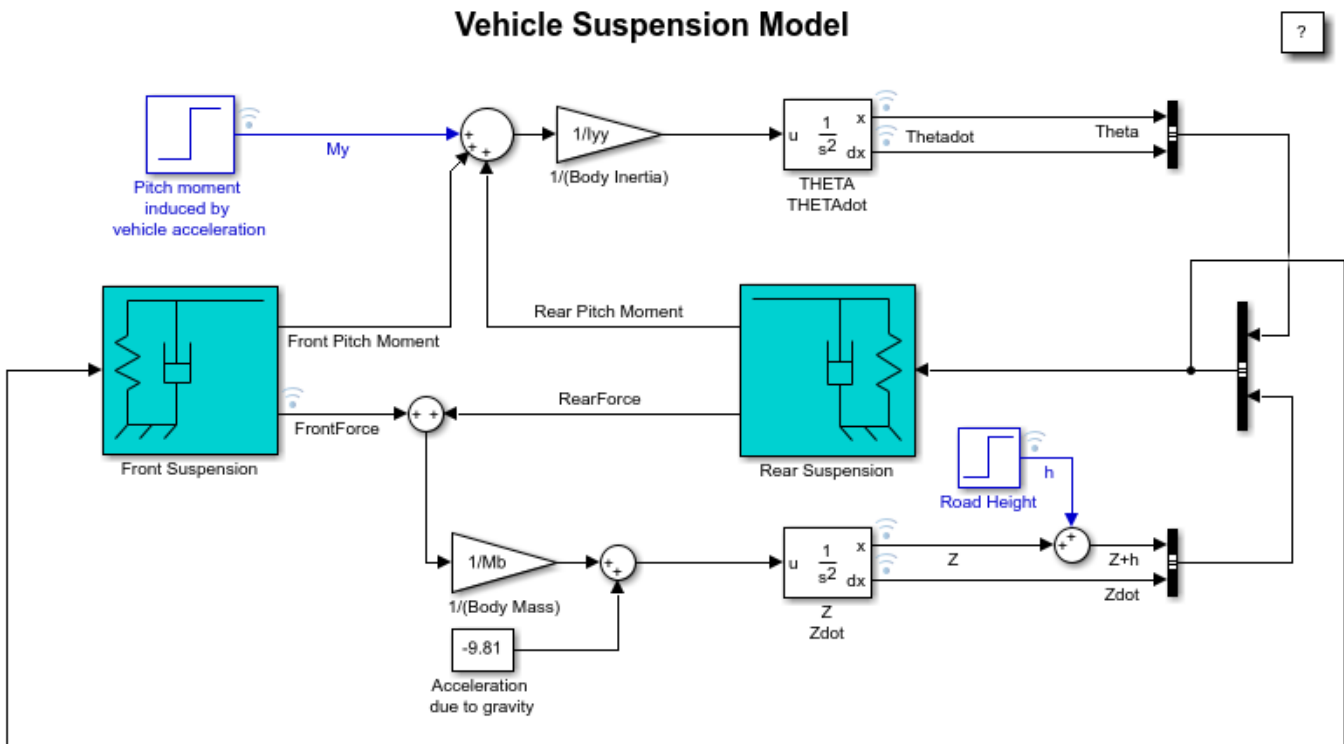 Vehicle Suspension Model
?
My
Pitch moment
induced by
vehicle acceleration
+
+
+
1/Iyy
1/(Body Inertia)
u
1
s2
x
dx
THETA
THETAdot
Thetadot
Theta
Front Pitch Moment
FrontForce
Front Suspension
Rear Pitch Moment
RearForce
+ +
Rear Suspension
h
Road Height
1/Mb
1/(Body Mass)
+
+
-9.81
Acceleration
due to gravity
u
1
s2
x
dx
Z
Zdot
Z
+
+
Z+h
Zdot